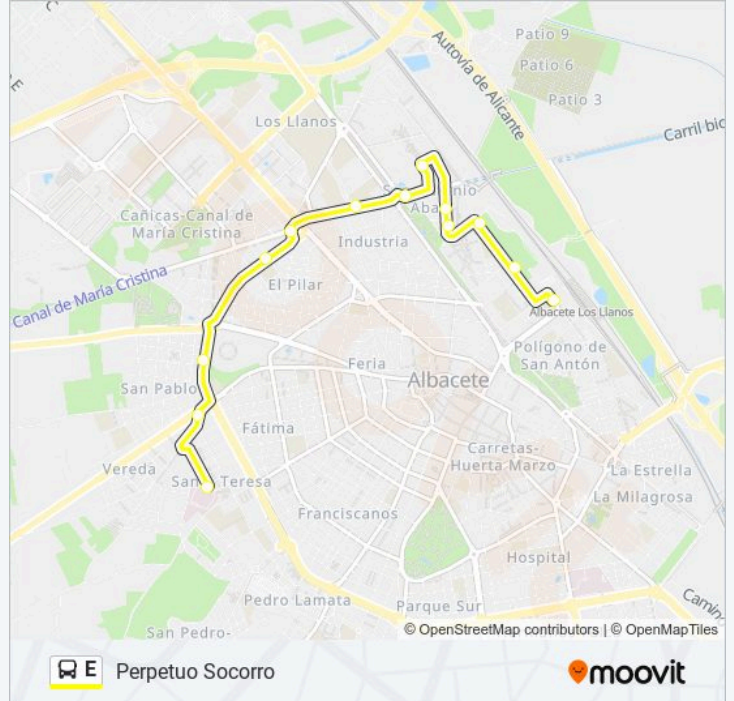 Patio 9
Patio 6
Patio 3
Autovía de Alicante
Carril bic
Los Llanos
Cañicas-Canal de
María Cristina
Industria
Canal de María Cristina
El Pilar
Albacete Los Llanos
Polígono de
San Antón
Feria
Albacete
San Pablo
Fátima
Carretas-
Huerta Marzo
Vereda
La Estrella
La Milagrosa
Franciscanos
Hospital
Pedro Lamata
Parque Sur
Camino
San Pedro-
© OpenStreetMap contributors | © OpenMapTiles
E Perpetuo Socorro
moovit